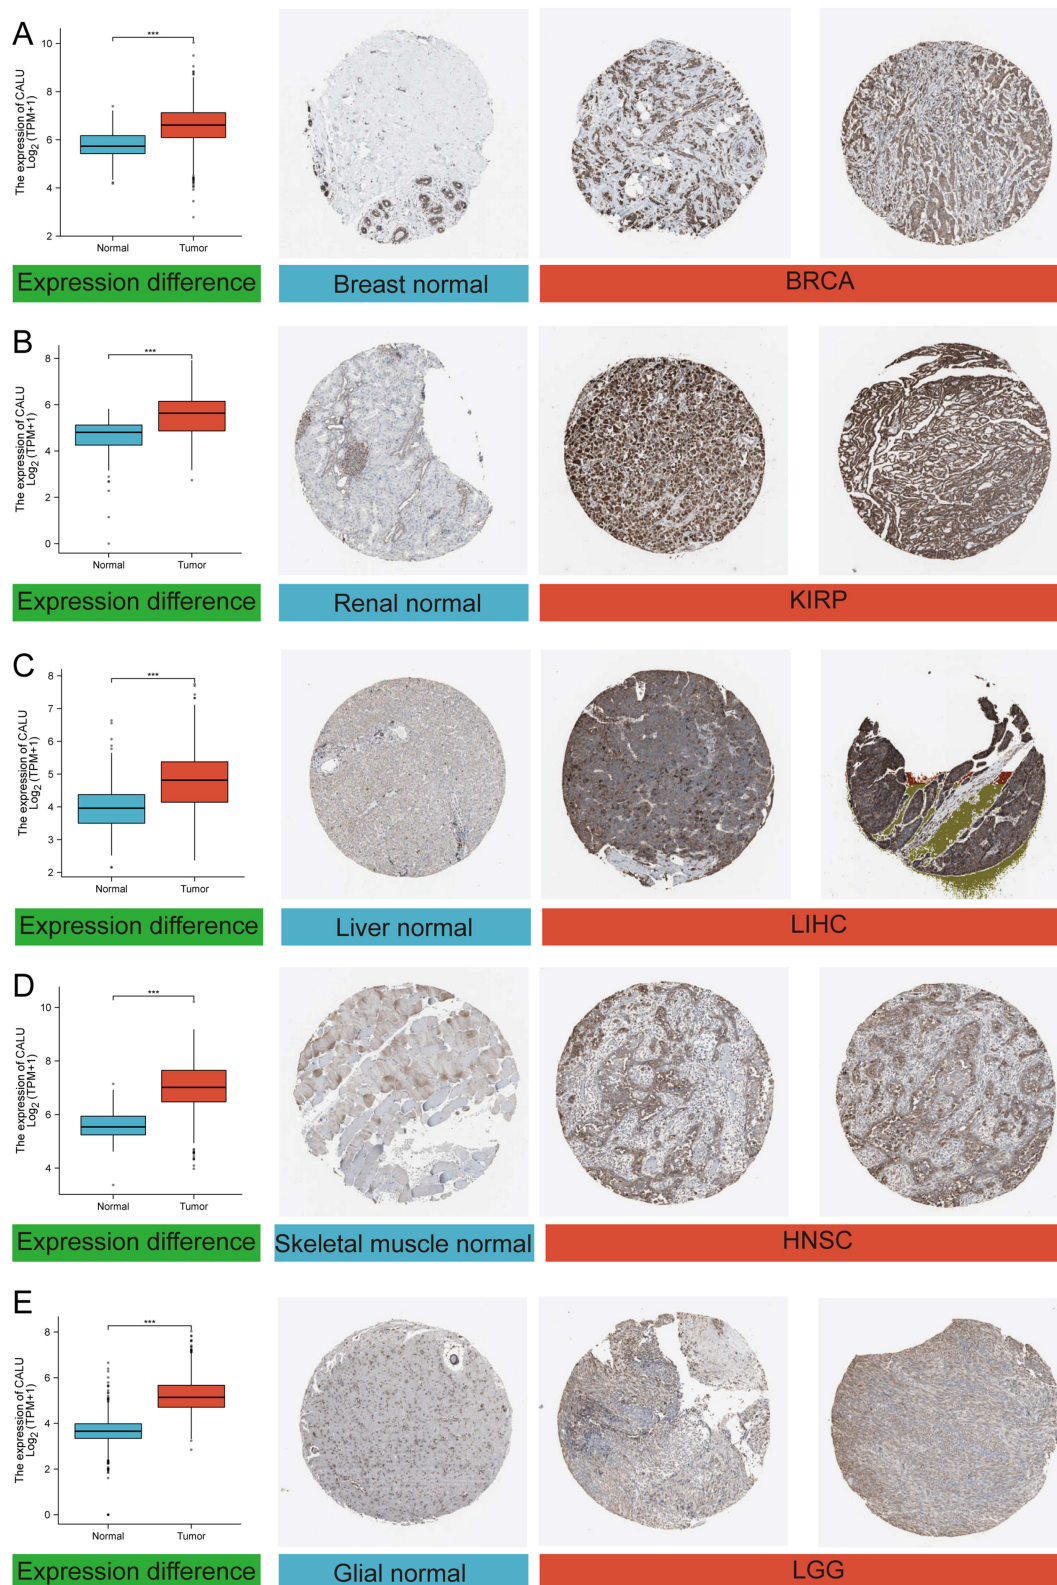 A
The expression of CALU
Log2 (TPM+1)
10
8
6
4
2
***
Normal
Tumor
Expression difference
Breast normal
BRCA
B
The expression of CALU
Log2 (TPM+1)
8
6
4
2
0
***
Normal
Tumor
Expression difference
Renal normal
KIRP
C
The expression of CALU
Log2 (TPM+1)
8
7
6
5
4
3
2
***
Normal
Tumor
Expression difference
Liver normal
LIHC
D
The expression of CALU
Log2 (TPM+1)
10
8
6
4
***
Normal
Tumor
Expression difference
Skeletal muscle normal
HNSC
E
The expression of CALU
Log2 (TPM+1)
8
6
4
2
0
***
Normal
Tumor
Expression difference
Glial normal
LGG